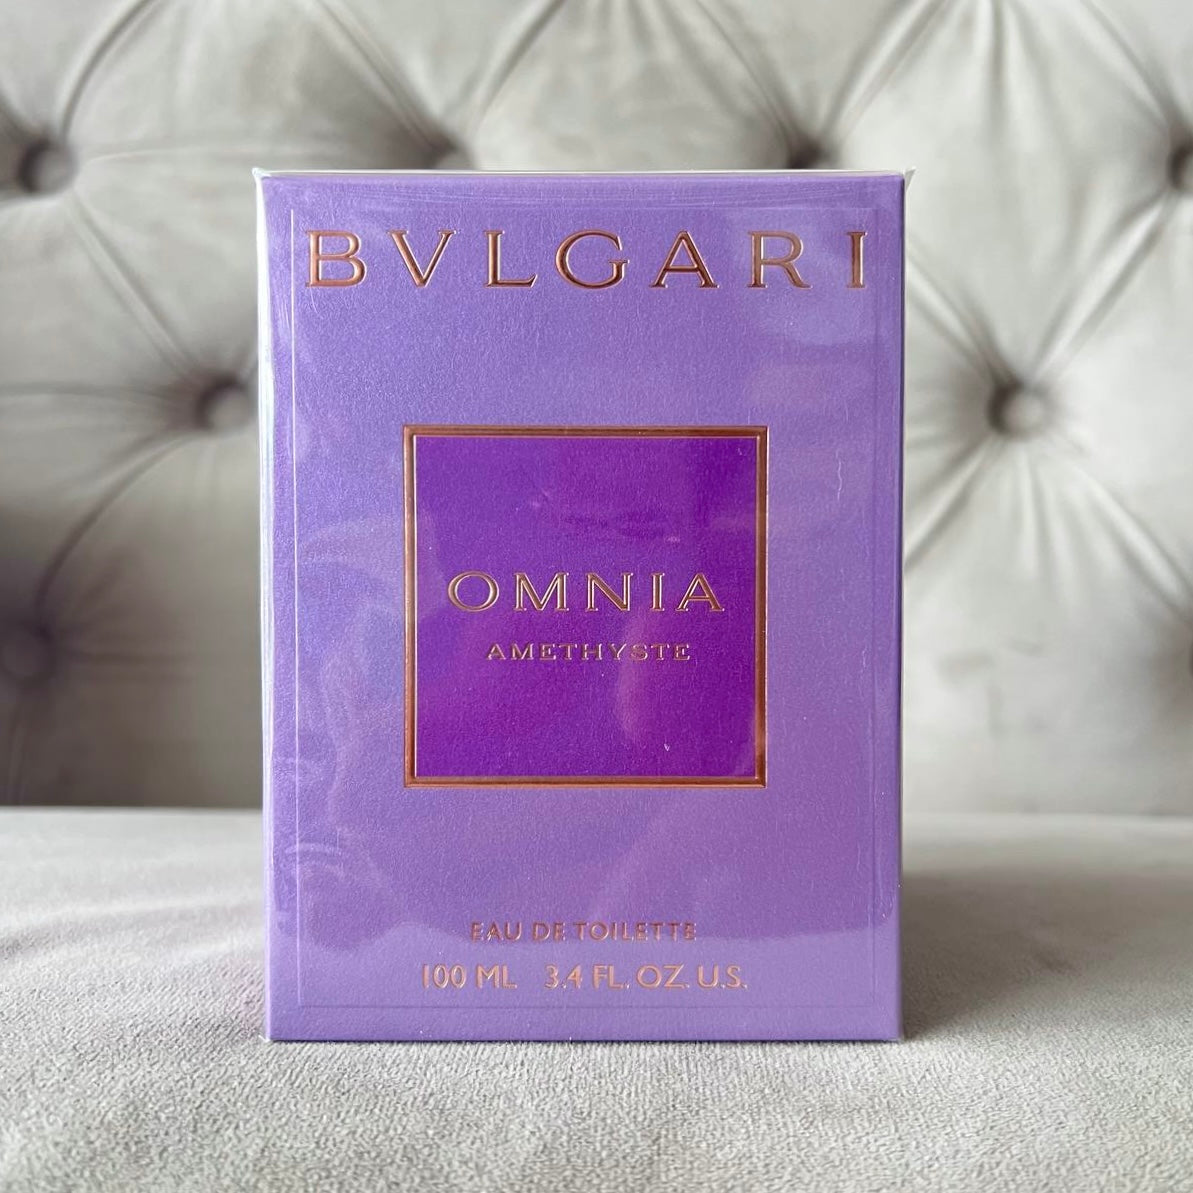 BVLGARI
OMNIA
AMETHYSTE
EAU DE TOILETTE
100 ML 3.4 FL. OZ. U.S.